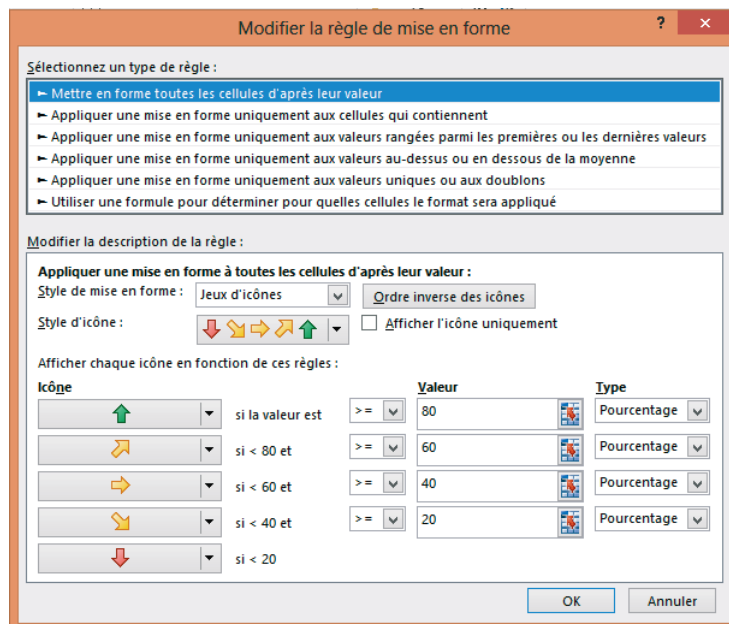 Modifier la règle de mise en forme
? ×
Sélectionnez un type de règle :
► Mettre en forme toutes les cellules d'après leur valeur
► Appliquer une mise en forme uniquement aux cellules qui contiennent
► Appliquer une mise en forme uniquement aux valeurs rangées parmi les premières ou les dernières valeurs
► Appliquer une mise en forme uniquement aux valeurs au-dessus ou en dessous de la moyenne
► Appliquer une mise en forme uniquement aux valeurs uniques ou aux doublons
► Utiliser une formule pour déterminer pour quelles cellules le format sera appliqué
Modifier la description de la règle :
Appliquer une mise en forme à toutes les cellules d'après leur valeur :
Style de mise en forme : Jeux d'icônes Ordre inverse des icônes
Style d'icône : Afficher l'icône uniquement
Afficher chaque icône en fonction de ces règles :
Icône Valeur Type
si la valeur est >= 80 Pourcentage
si < 80 et >= 60 Pourcentage
si < 60 et >= 40 Pourcentage
si < 40 et >= 20 Pourcentage
si < 20
OK Annuler